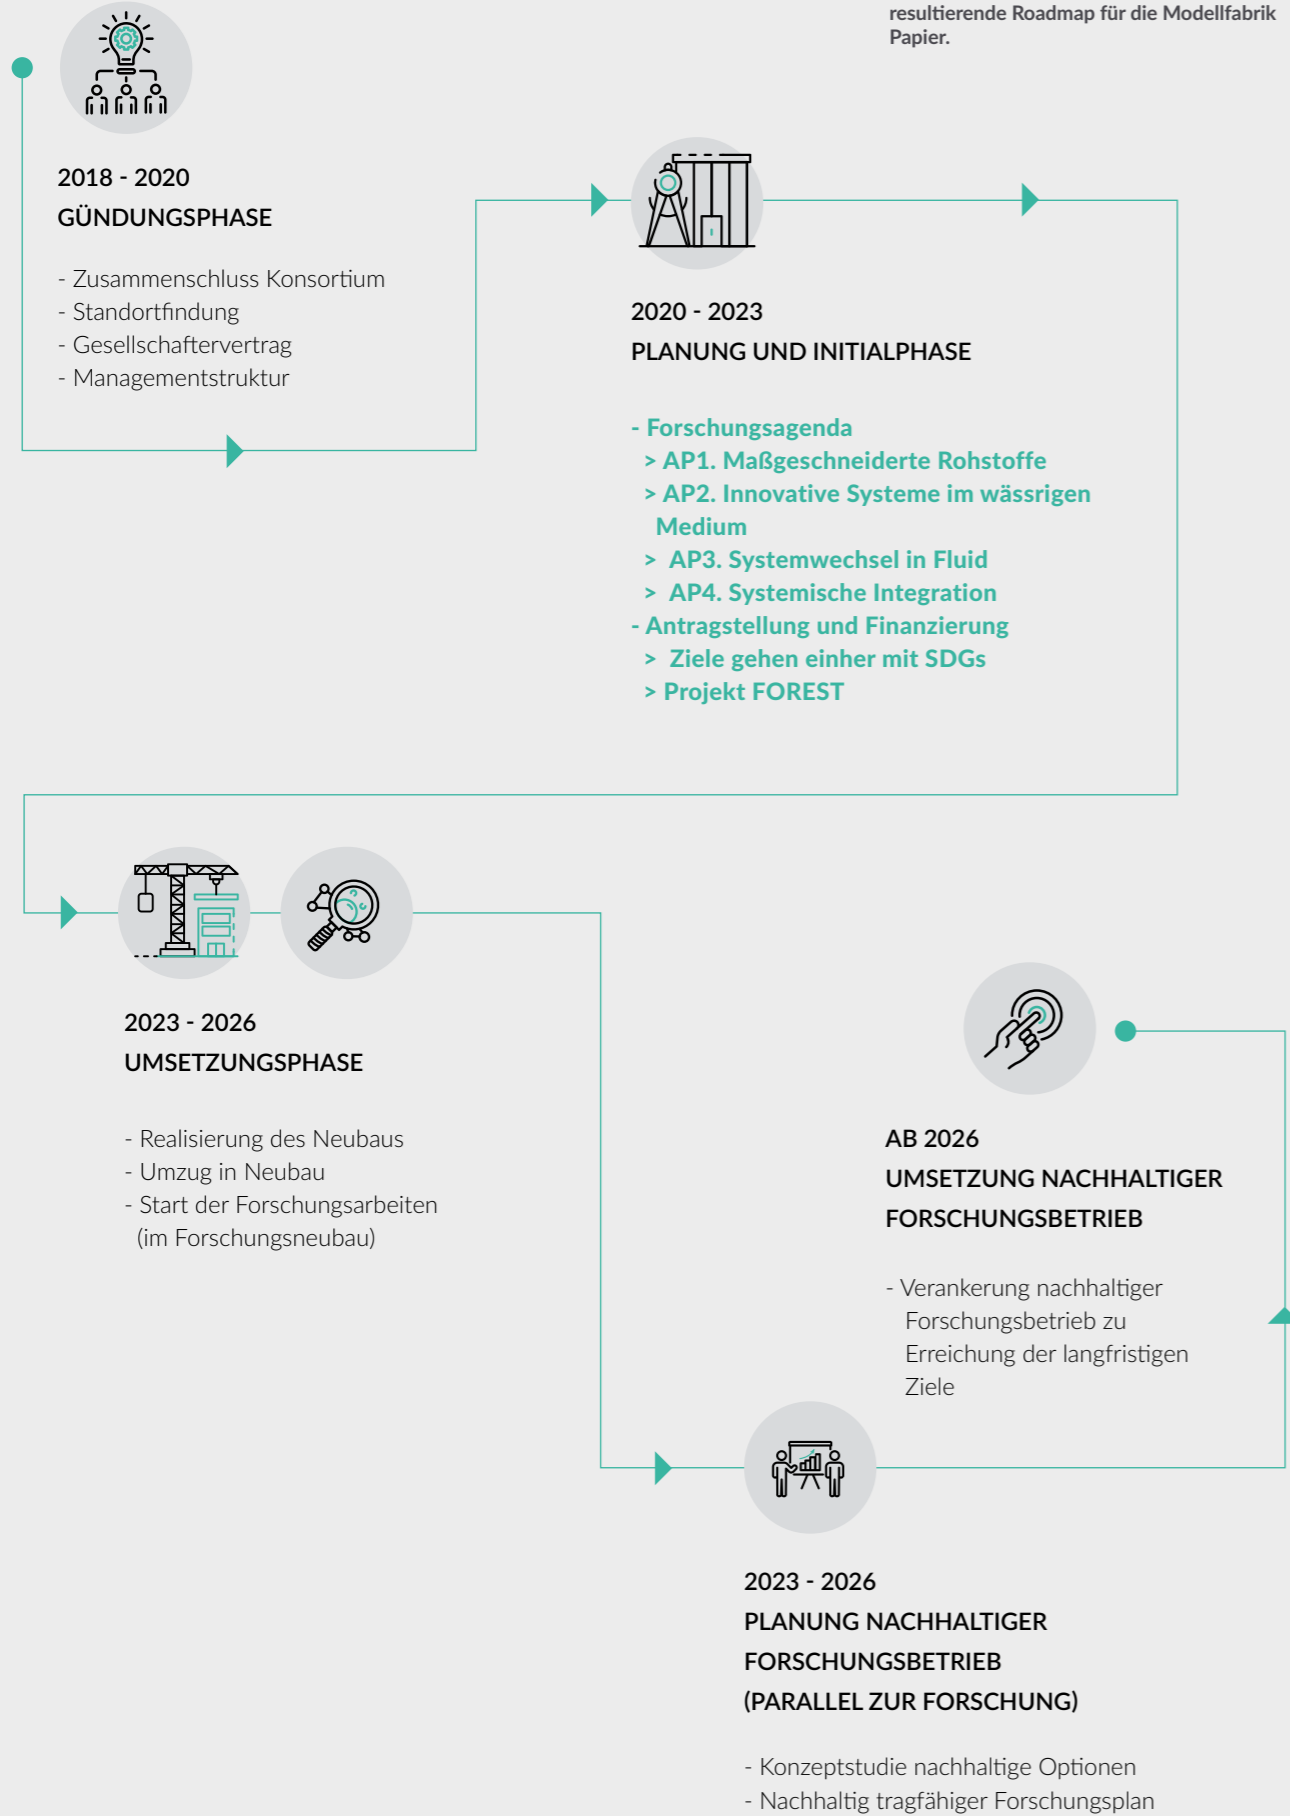 resultierende Roadmap für die Modellfabrik
Papier.
2018 - 2020
GÜNDUNGSPHASE
- Zusammenschluss Konsortium
- Standortfindung
- Gesellschaftervertrag
- Managementstruktur
2020 - 2023
PLANUNG UND INITIALPHASE
- Forschungsagenda
> AP1. Maßgeschneiderte Rohstoffe
> AP2. Innovative Systeme im wässrigen
Medium
> AP3. Systemwechsel in Fluid
> AP4. Systemische Integration
- Antragstellung und Finanzierung
> Ziele gehen einher mit SDGs
> Projekt FOREST
2023 - 2026
UMSETZUNGSPHASE
- Realisierung des Neubaus
- Umzug in Neubau
- Start der Forschungsarbeiten
(im Forschungsneubau)
2023 - 2026
PLANUNG NACHHALTIGER
FORSCHUNGSBETRIEB
(PARALLEL ZUR FORSCHUNG)
- Konzeptstudie nachhaltige Optionen
- Nachhaltig tragfähiger Forschungsplan
AB 2026
UMSETZUNG NACHHALTIGER
FORSCHUNGSBETRIEB
- Verankerung nachhaltiger
Forschungsbetrieb zu
Erreichung der langfristigen
Ziele